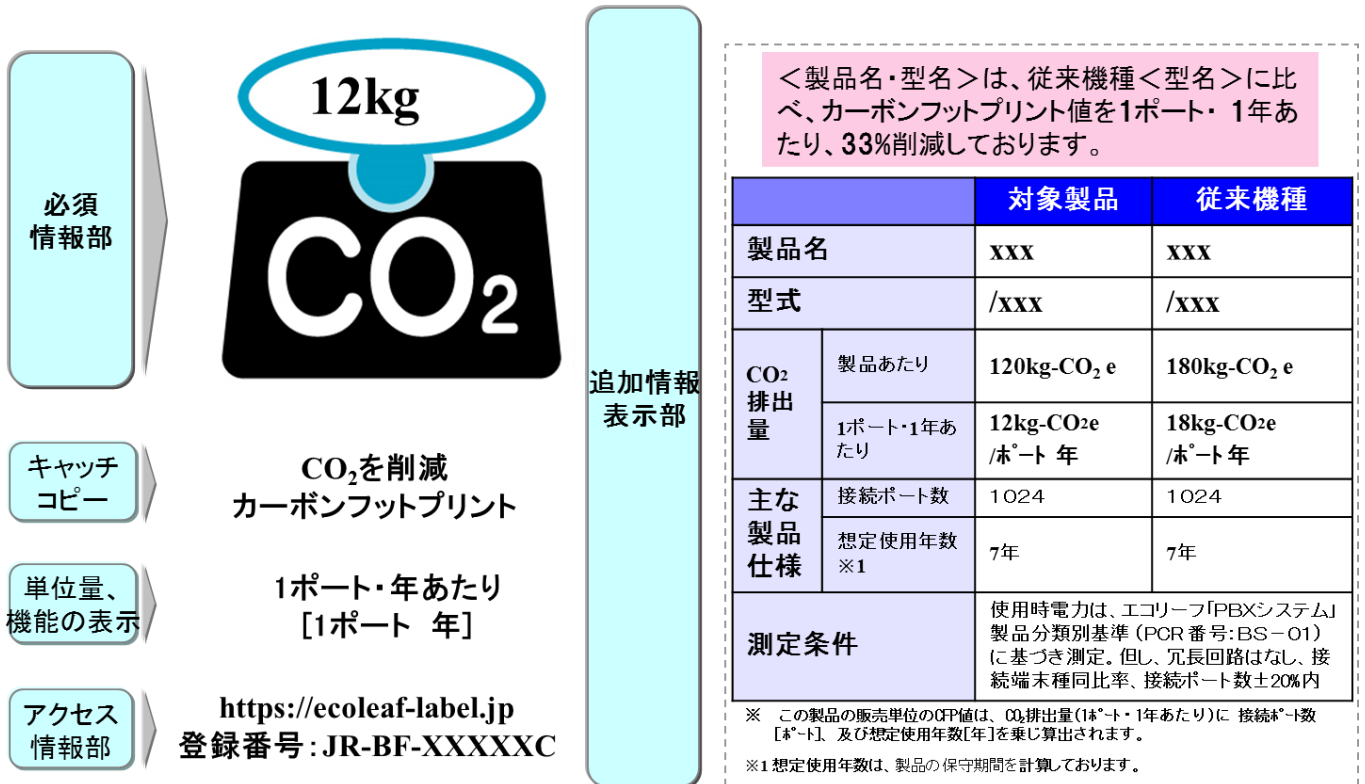 必須
情報部
12kg
CO2
キャッチ
コピー
CO₂を削減
カーボンフットプリント
単位量、
機能の表示
1ポート・年あたり
[1ポート　年]
アクセス
情報部
https://ecoleaf-label.jp
登録番号：JR-BF-XXXXXC
追加情報
表示部
＜製品名・型名＞は、従来機種＜型名＞に比
べ、カーボンフットプリント値を1ポート・ 1年あ
たり、33%削減しております。
対象製品 従来機種
製品名 xxx xxx
型式 /xxx /xxx
CO2
排出
量
製品あたり 120kg-CO₂ e 180kg-CO₂ e
1ポート・1年あ
たり
12kg-CO2e
/ﾎﾟｰﾄ 年
18kg-CO2e
/ﾎﾟｰﾄ 年
主な
製品
仕様
接続ポート数 1024 1024
想定使用年数
※1
7年 7年
測定条件
使用時電力は、エコリーフ「PBXシステム」
製品分類別基準（PCR番号：BS－01）
に基づき測定。但し、冗長回路はなし、接
続端末種同比率、接続ポート数±20%内
※　この製品の販売単位のCFP値は、CO₂排出量(1ﾎﾟｰﾄ・1年あたり)に 接続ﾎﾟｰﾄ数
[ﾎﾟｰﾄ]、及び想定使用年数[年]を乗じ算出されます。
※1 想定使用年数は、製品の保守期間を計算しております。